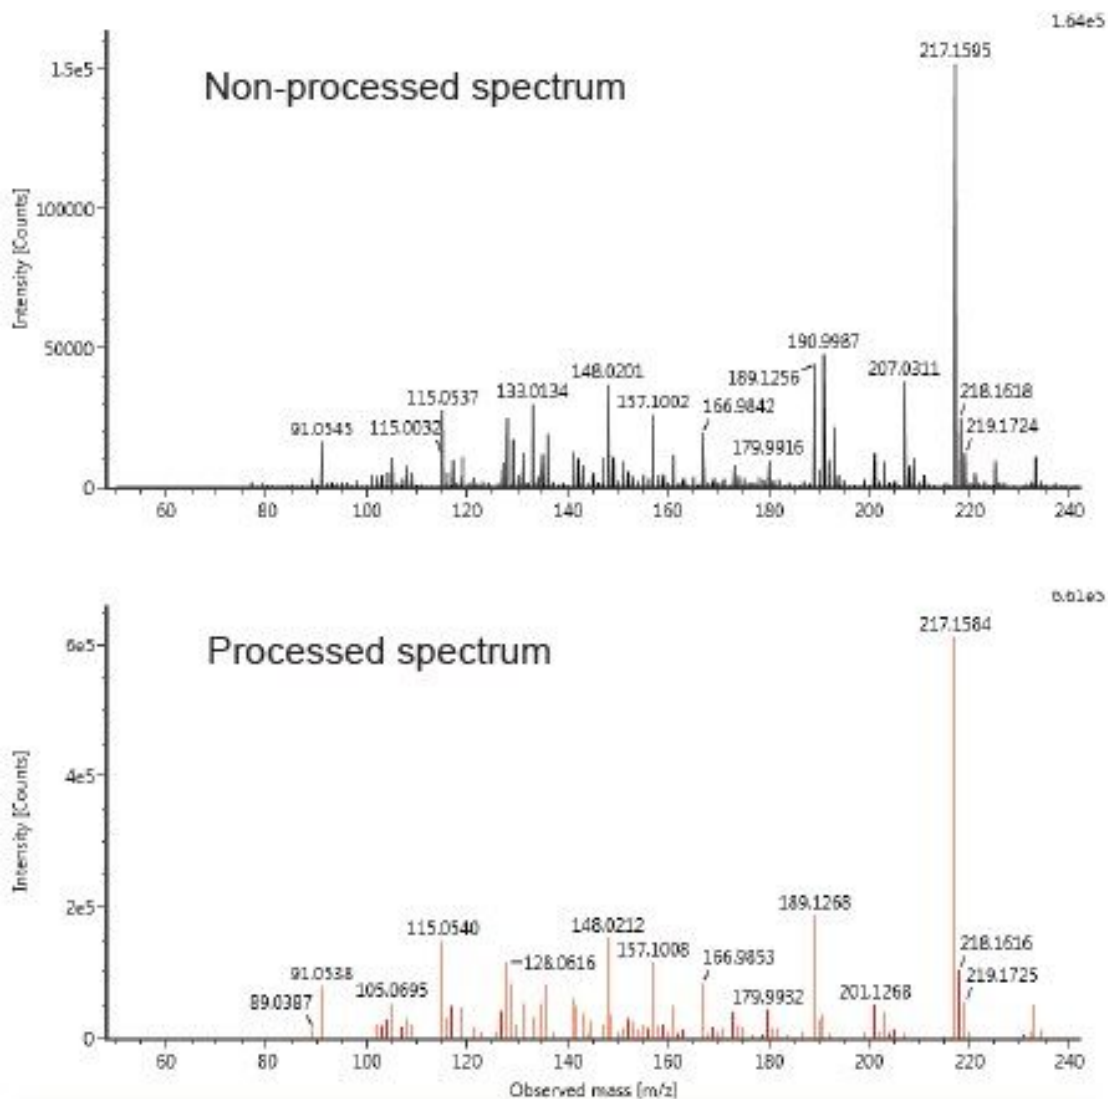 1.64e5
217.1595
1.5e5
Non-processed spectrum
Intensity [Counts]
100000
50000
190.9987
148.0201
189.1256
207.0311
115.0537
133.0134
218.1618
157.1002
166.9842
91.0545
115.0032
179.9916
219.1724
0
60 80 100 120 140 160 180 200 220 240
217.1584
6e5
Processed spectrum
Intensity [Counts]
4e5
2e5
189.1268
115.0540
148.0212
157.1008
218.1616
128.0616
166.9853
91.0538
105.0695
219.1725
89.0387
179.9932
201.1268
0
60 80 100 120 140 160 180 200 220 240
Observed mass [m/z]